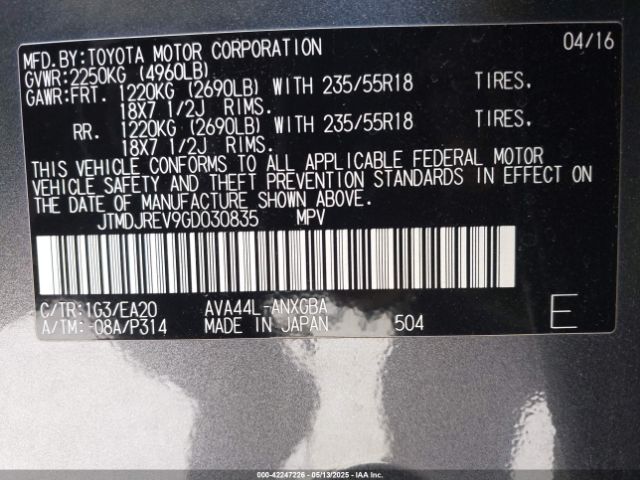 MFD.BY:TOYOTA MOTOR CORPORATION 04/16
GVWR:2250KG (4960LB)
GAWR:FRT. 1220KG (2690LB) WITH 235/55R18 TIRES.
18X7 1/2J RIMS.
RR. 1220KG (2690LB) WITH 235/55R18 TIRES.
18X7 1/2J RIMS.
THIS VEHICLE CONFORMS TO ALL APPLICABLE FEDERAL MOTOR
VEHICLE SAFETY AND THEFT PREVENTION STANDARDS IN EFFECT ON
THE DATE OF MANUFACTURE SHOWN ABOVE.
JTMDJREV9GD030835 MPV
C/TR:1G3/EA20 AVA44L-ANXGBA
A/TM:-08A/P314 MADE IN JAPAN 504 E
000-42247226 - 05/13/2025 - IAA Inc.